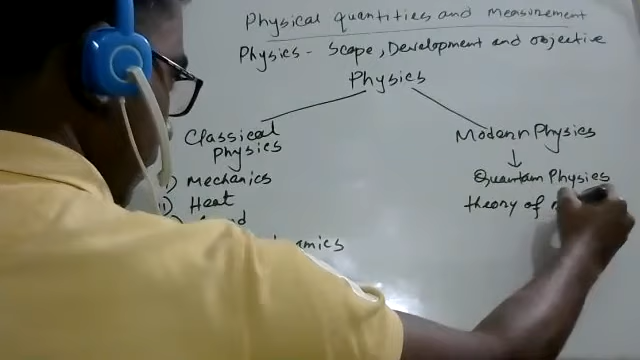 Physical quantities and measurement
Physics - Scope, Development and objective
Physics
Classical
Physics
Modern Physics
i) Mechanics
Quantum Physics
ii) Heat
theory of